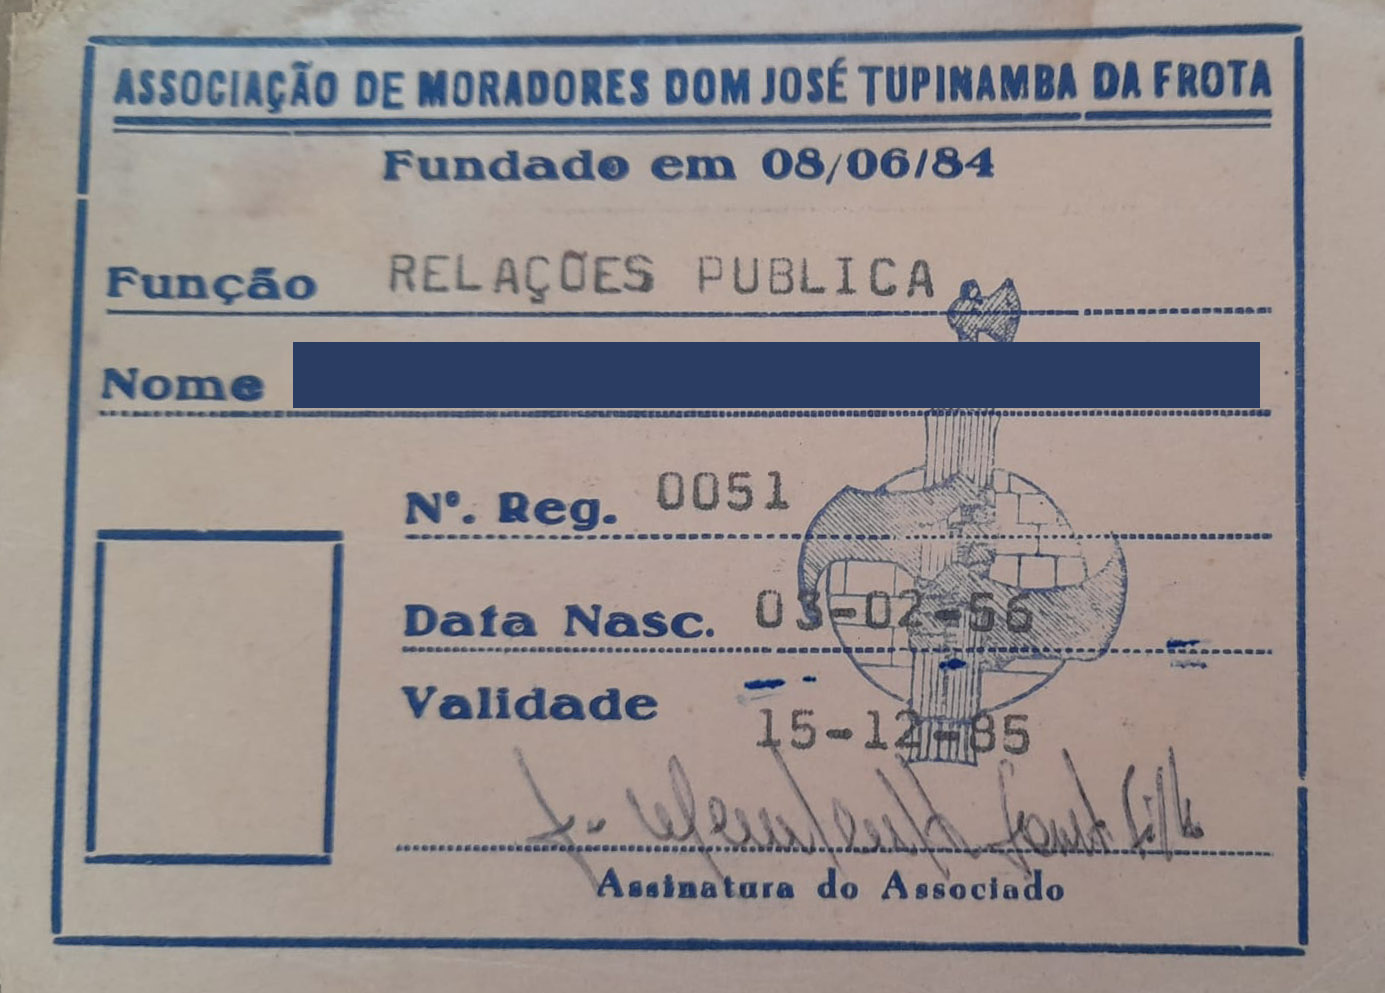 ASSOCIAÇÃO DE MORADORES DOM JOSÉ TUPINAMBA DA FROTA
Fundado em 08/06/84
Função RELAÇÕES PUBLICA
Nome
Nº. Reg. 0051
Data Nasc. 03-02-56
Validade 15-12-85
Assinatura do Associado